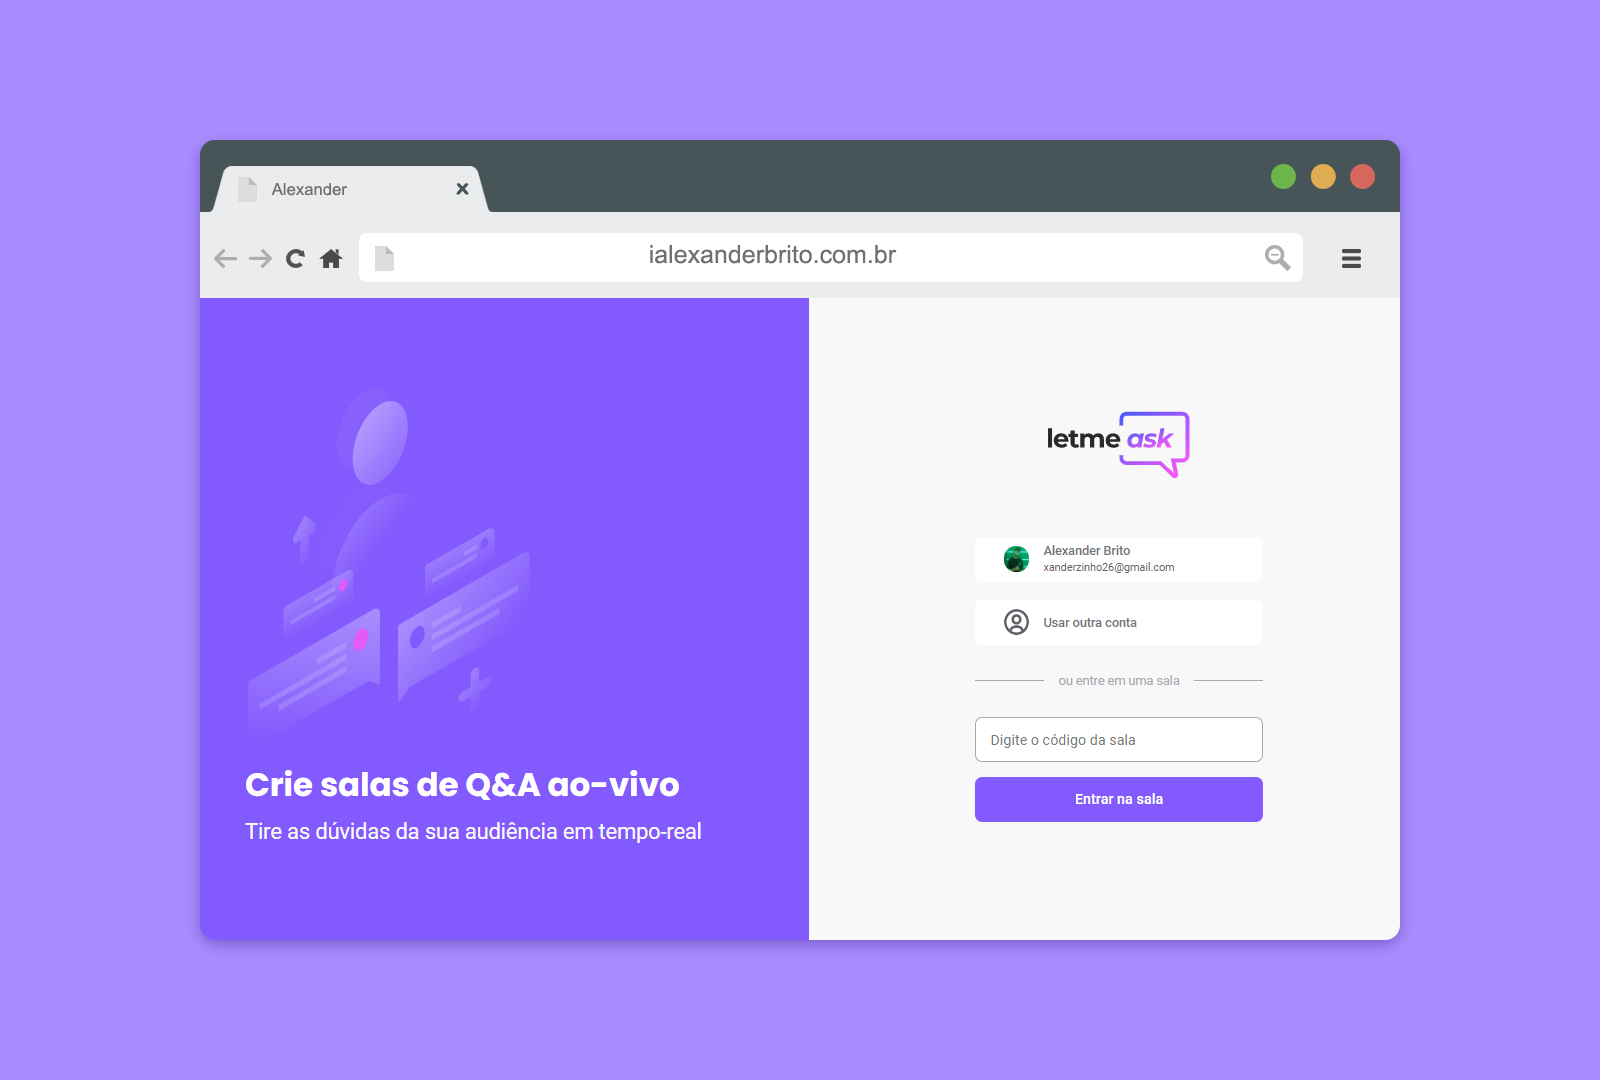 Alexander
ialexanderbrito.com.br
Crie salas de Q&A ao-vivo
Tire as dúvidas da sua audiência em tempo-real
letme ask
Alexander Brito
xanderzinho26@gmail.com
Usar outra conta
ou entre em uma sala
Digite o código da sala
Entrar na sala